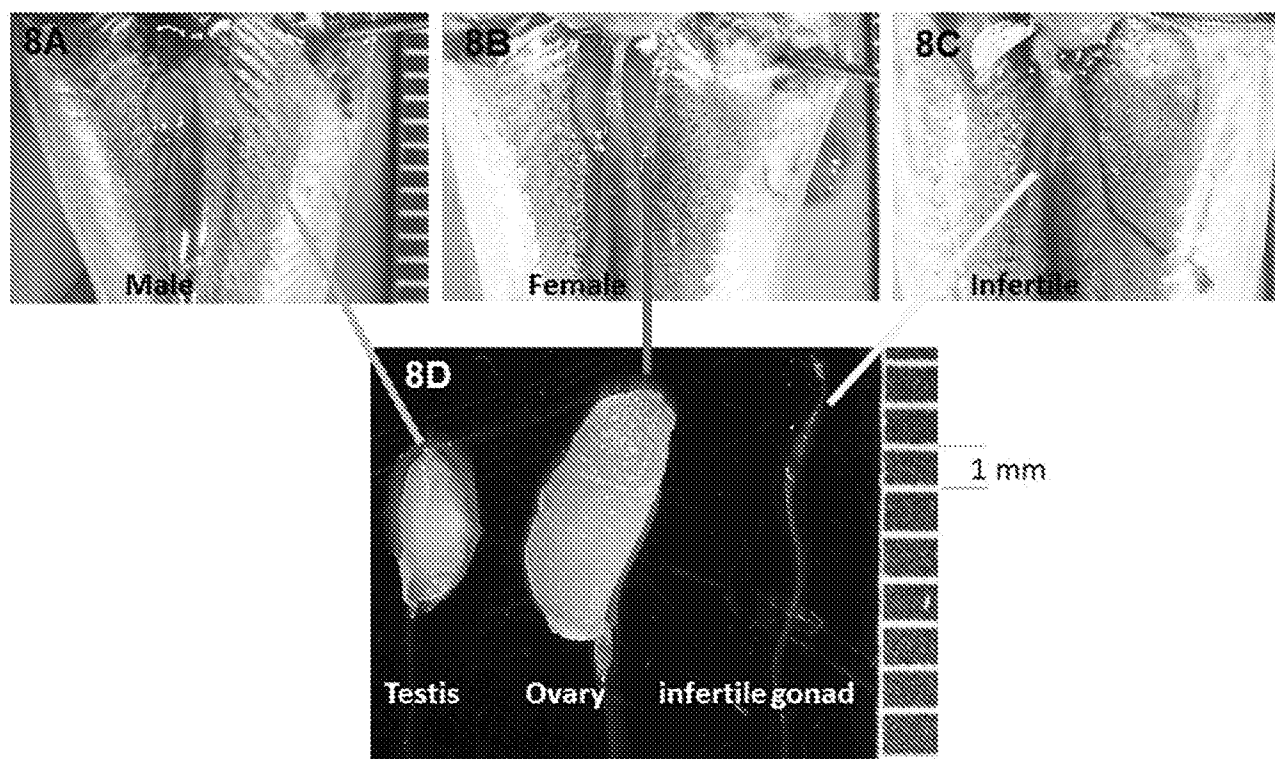 8A
8B
8C
Male
Female
Infertile
8D
1 mm
Testis
Ovary
infertile gonad